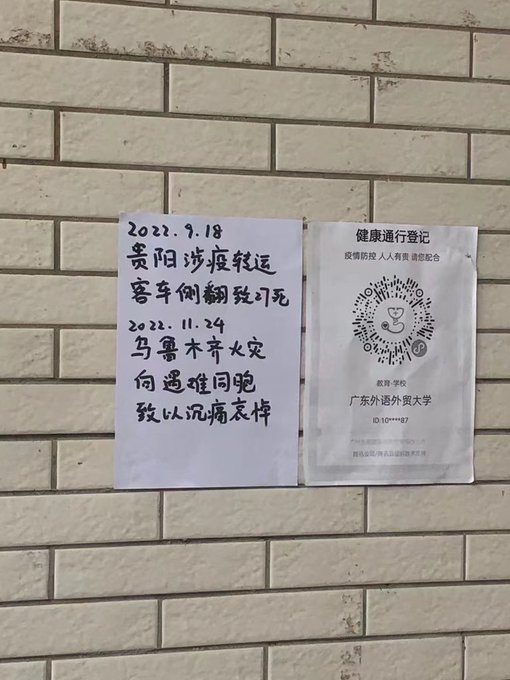 2022.9.18
贵阳涉疫转运
客车侧翻致27死
2022.11.24
乌鲁木齐火灾
向遇难同胞
致以沉痛哀悼
健康通行登记
疫情防控 人人有责 请您配合
教育·学校
广东外语外贸大学
ID:10****87